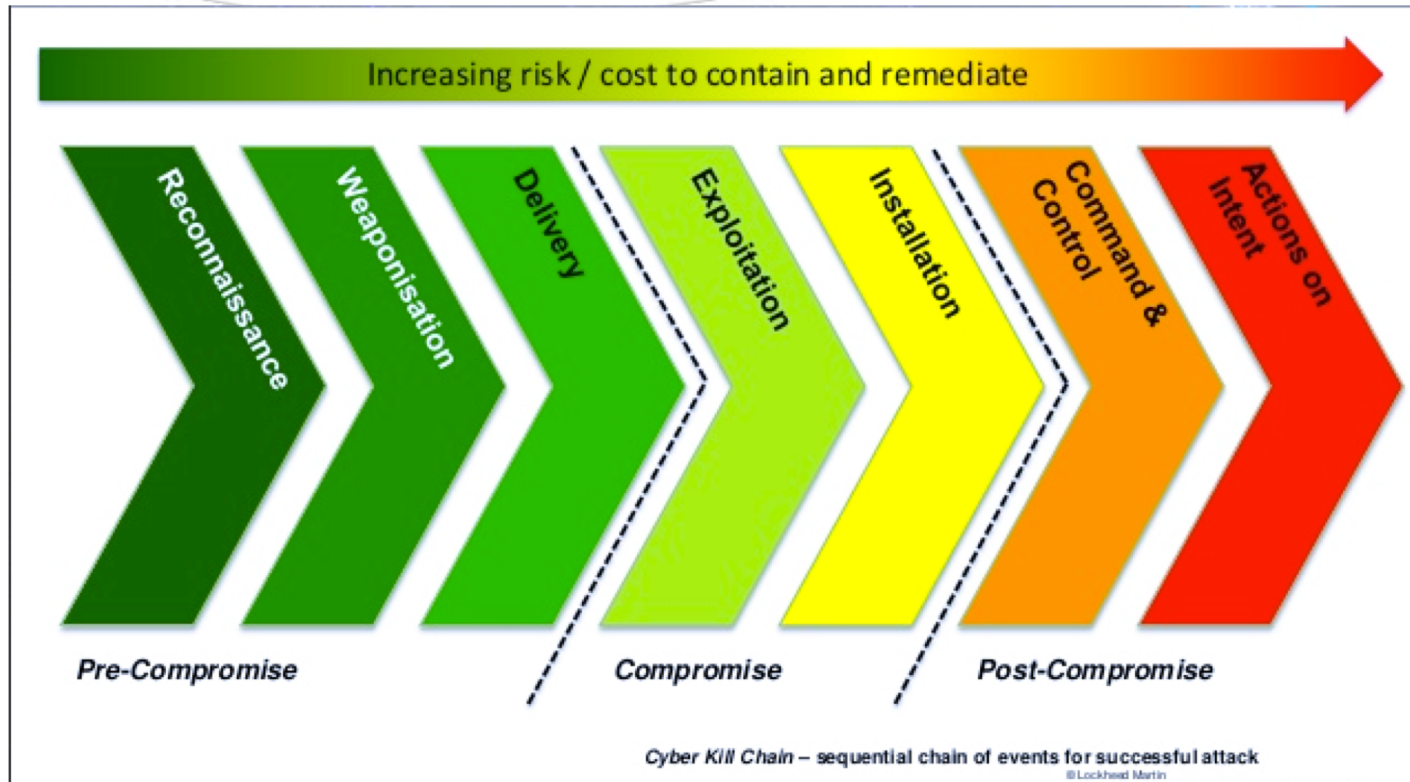 Increasing risk / cost to contain and remediate
Reconnaissance
Weaponisation
Delivery
Exploitation
Installation
Command &
Control
Actions on
Intent
Pre-Compromise
Compromise
Post-Compromise
Cyber Kill Chain – sequential chain of events for successful attack
©Lockheed Martin